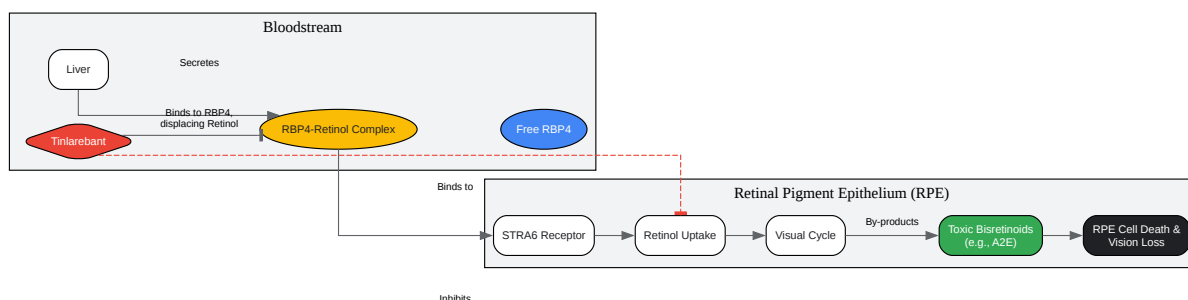 Bloodstream
Liver
Secretes
Binds to RBP4,
displacing Retinol
Tinlarebant
RBP4-Retinol Complex
Free RBP4
Binds to
Retinal Pigment Epithelium (RPE)
STRA6 Receptor
Retinol Uptake
Visual Cycle
By-products
Toxic Bisretinoids
(e.g., A2E)
RPE Cell Death &
Vision Loss
Inhibits